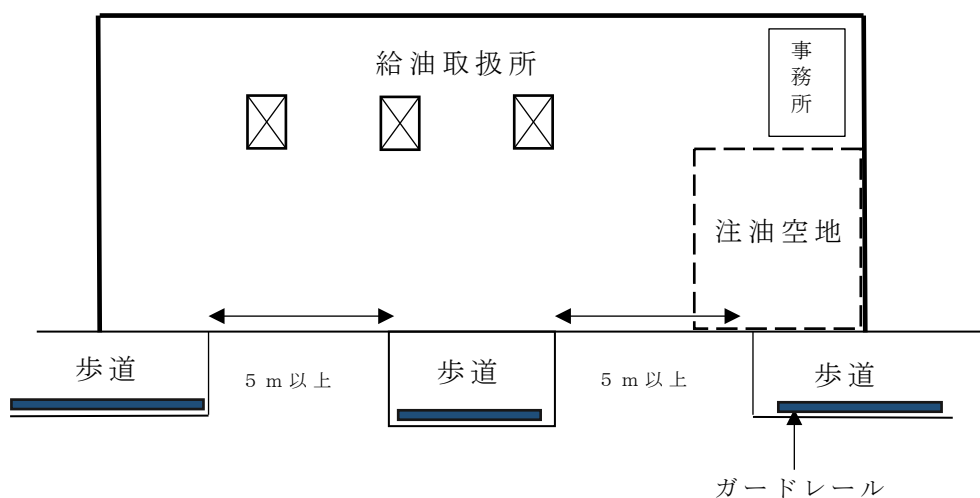 給油取扱所
事務所
注油空地
歩道
5m以上
歩道
5m以上
歩道
ガードレール